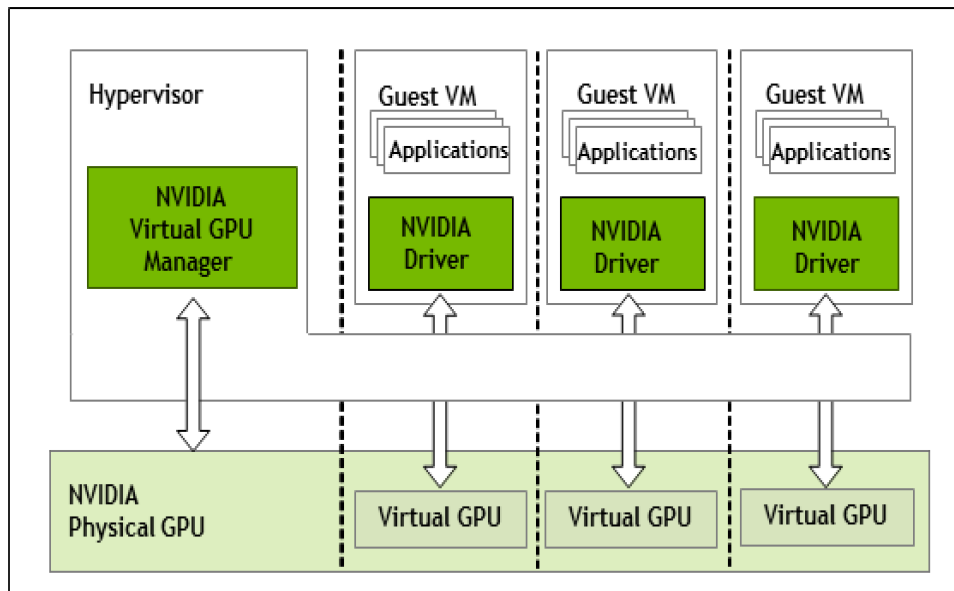 Hypervisor
NVIDIA
Virtual GPU
Manager
Guest VM
Applications
NVIDIA
Driver
Guest VM
Applications
NVIDIA
Driver
Guest VM
Applications
NVIDIA
Driver
NVIDIA
Physical GPU
Virtual GPU
Virtual GPU
Virtual GPU